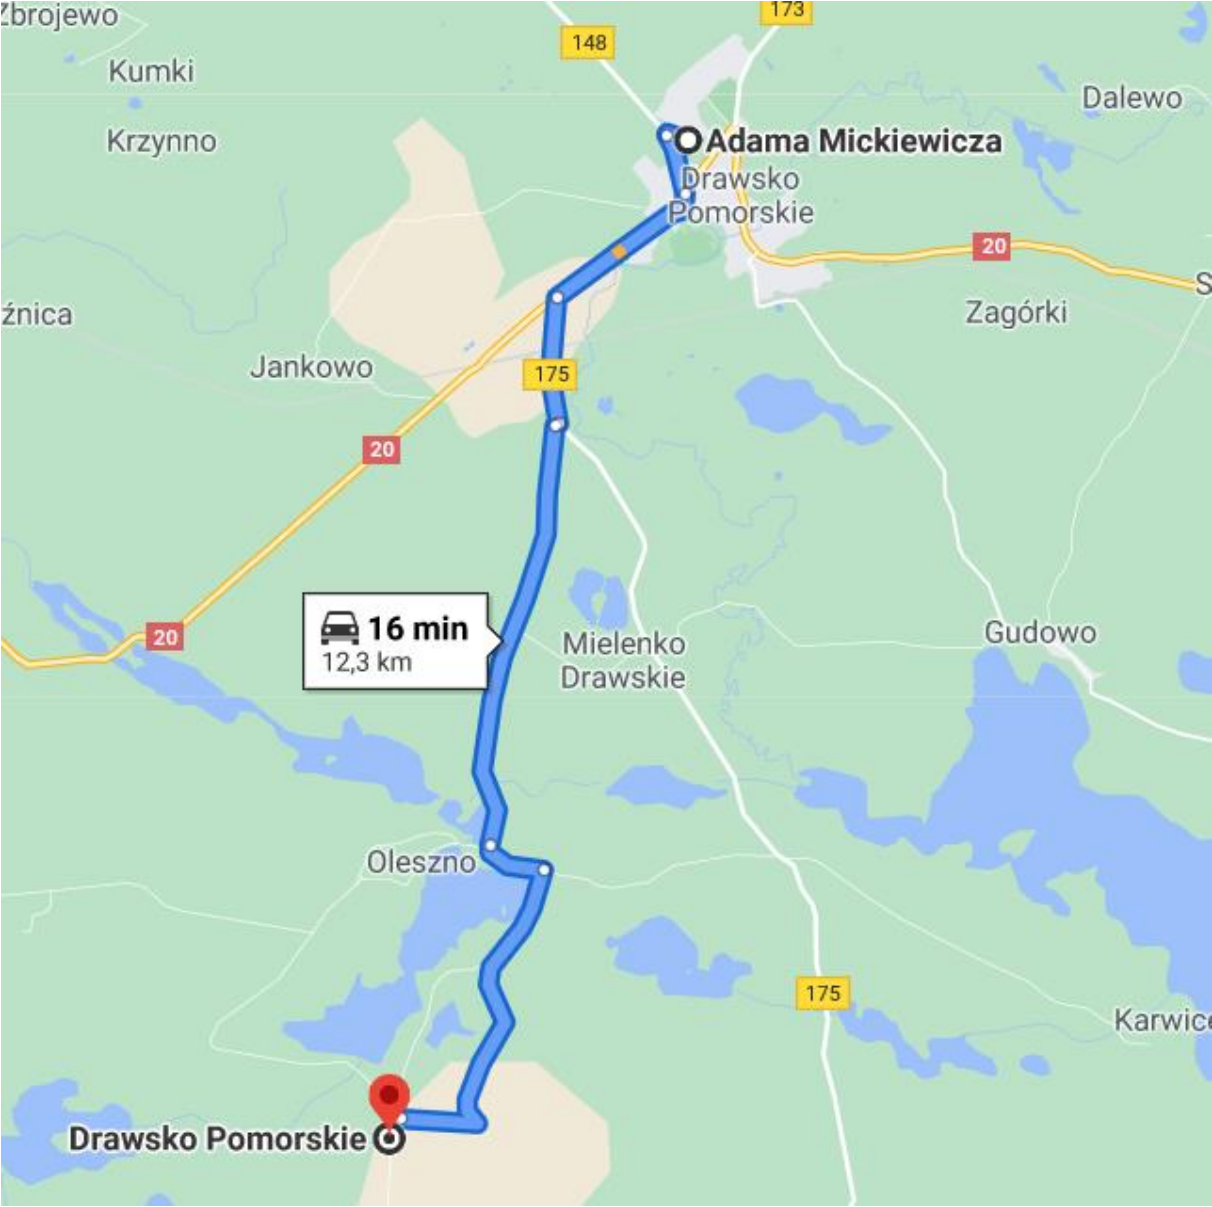 Zbrojewo
173
148
Kumki
Dalewo
Krzynno
Adama Mickiewicza
Drawsko
Pomorskie
20
źnica
S
Zagórki
Jankowo
175
20
20
16 min
12,3 km
Mielenko
Drawskie
Gudowo
Oleszno
175
Karwice
Drawsko Pomorskie